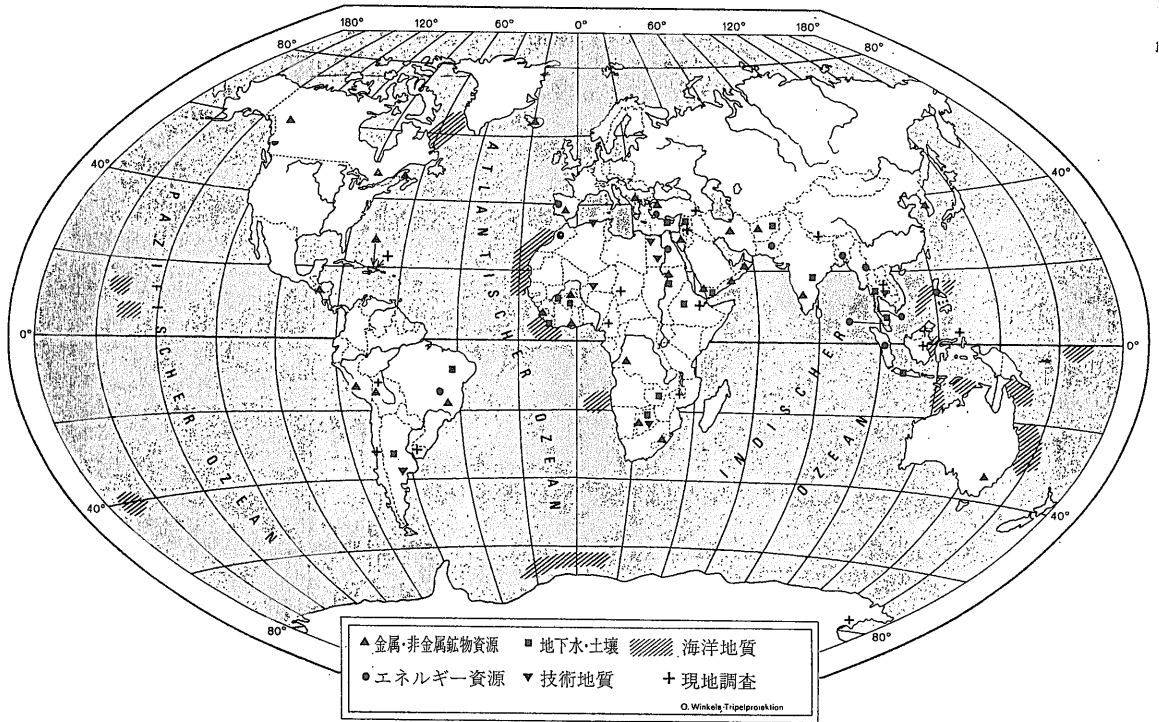 180° 120° 60° 0° 60° 120° 180°
80° 80°
40° 40°
0° 0°
40° 40°
80° 80°
PAZIFISCHER OZEAN
ATLANTISCHER OZEAN
INDISCHER OZEAN
▲金属・非金属鉱物資源 ■地下水・土壌 海洋地質
●エネルギー資源 ▼技術地質 +現地調査
O. Winkels-Tripelprojektion